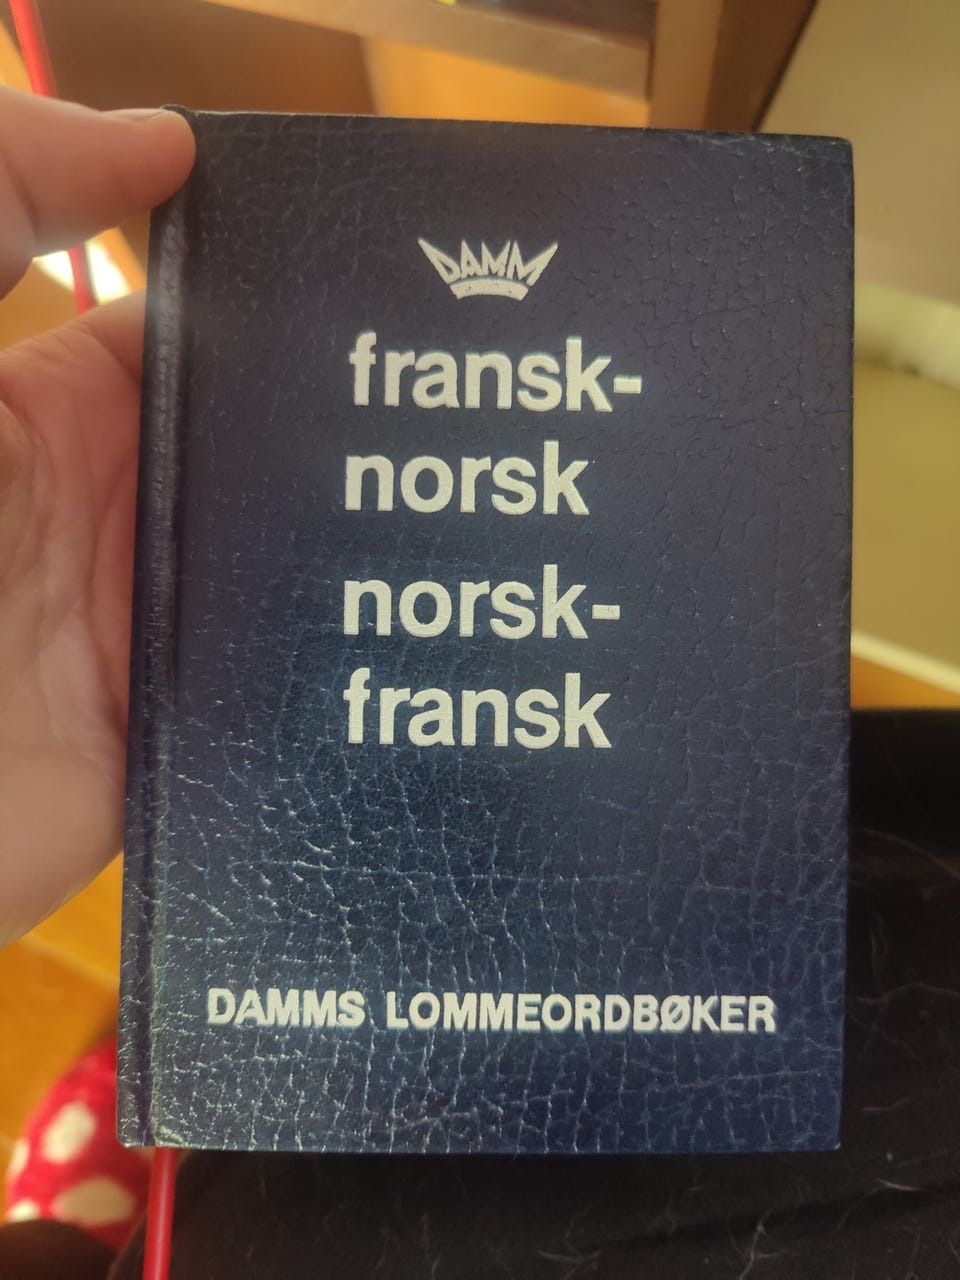 DAMM
fransk-
norsk
norsk-
fransk
DAMMS LOMMEORDBØKER